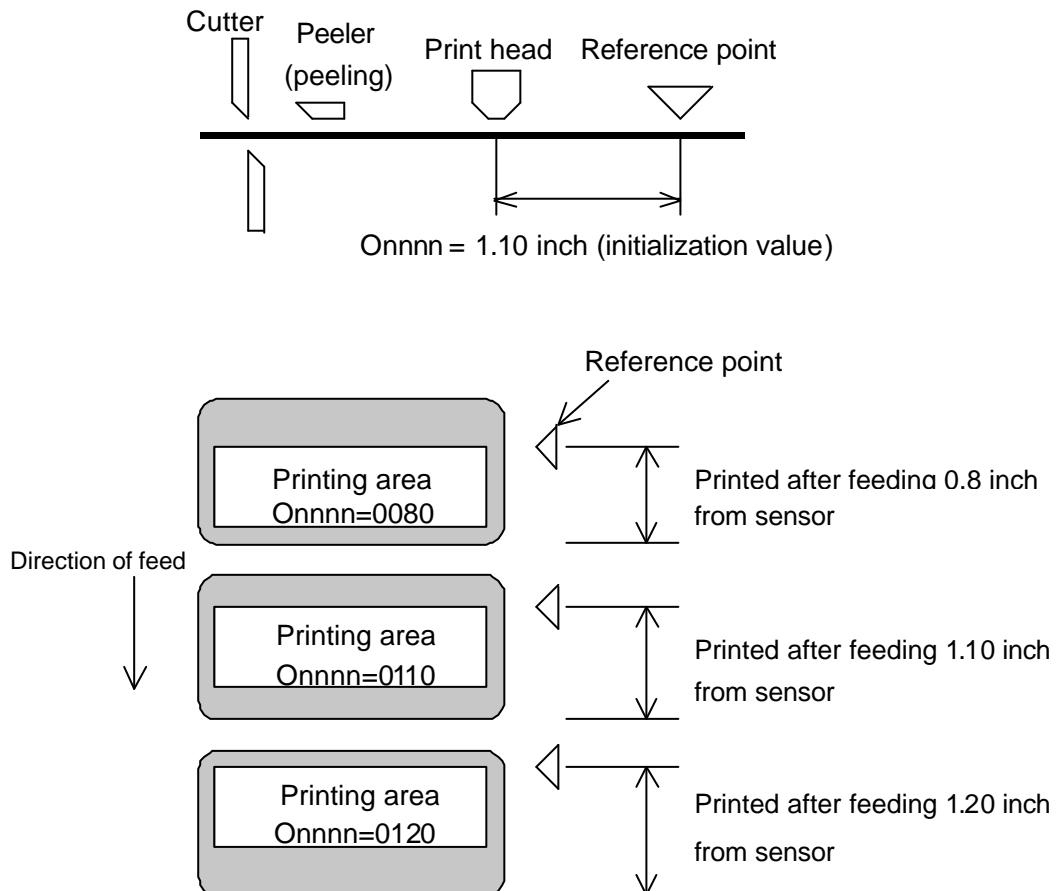 Cutter
Peeler
(peeling)
Print head
Reference point
Onnnn = 1.10 inch (initialization value)
Reference point
Printing area
Onnnn=0080
Printed after feeding 0.8 inch
from sensor
Direction of feed
Printing area
Onnnn=0110
Printed after feeding 1.10 inch
from sensor
Printing area
Onnnn=0120
Printed after feeding 1.20 inch
from sensor